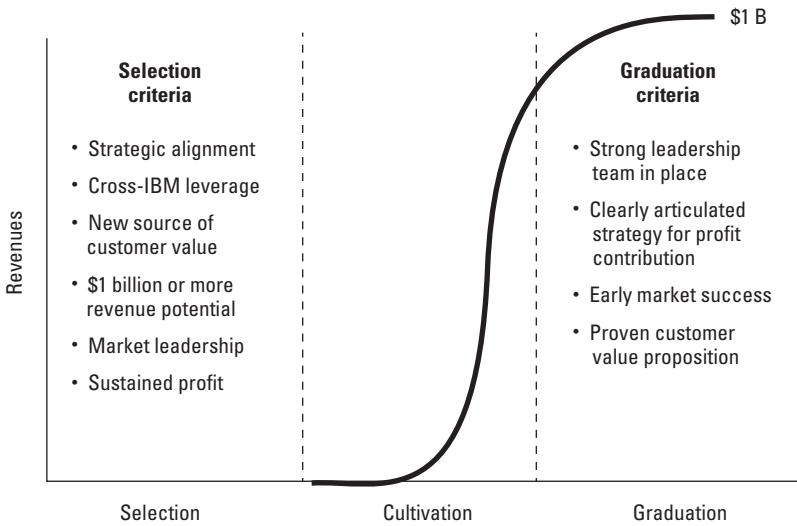 $1 B
Selection
criteria
• Strategic alignment
• Cross-IBM leverage
• New source of
customer value
• $1 billion or more
revenue potential
• Market leadership
• Sustained profit
Graduation
criteria
• Strong leadership
team in place
• Clearly articulated
strategy for profit
contribution
• Early market success
• Proven customer
value proposition
Revenues
Selection
Cultivation
Graduation